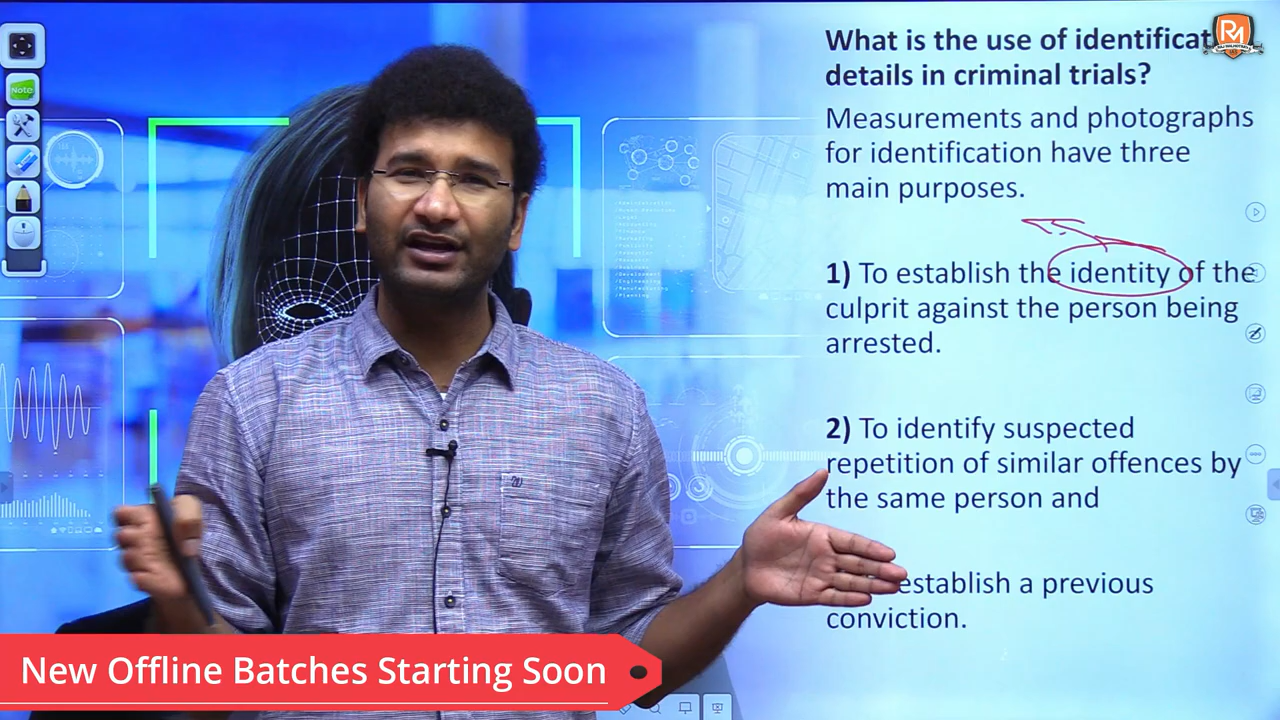 What is the use of identificat
details in criminal trials?
Measurements and photographs
for identification have three
main purposes.
1) To establish the identity of the
culprit against the person being
arrested.
2) To identify suspected
repetition of similar offences by
the same person and
establish a previous
conviction.
Note
RM
New Offline Batches Starting Soon